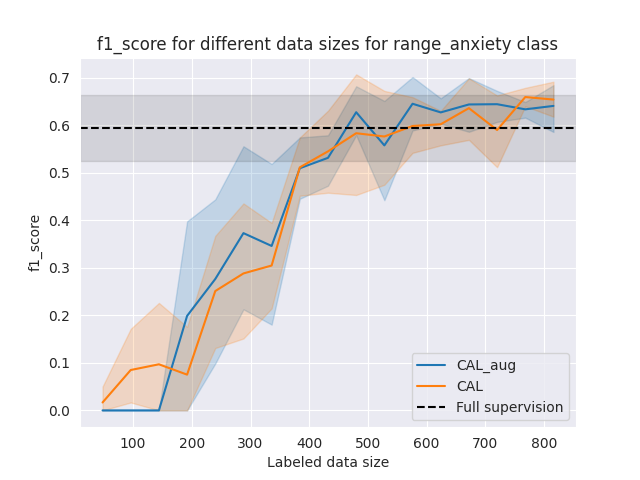 f1_score for different data sizes for range_anxiety class
0.7
0.6
0.5
0.4
0.3
0.2
0.1
0.0
f1_score
CAL_aug
CAL
Full supervision
100 200 300 400 500 600 700 800
Labeled data size